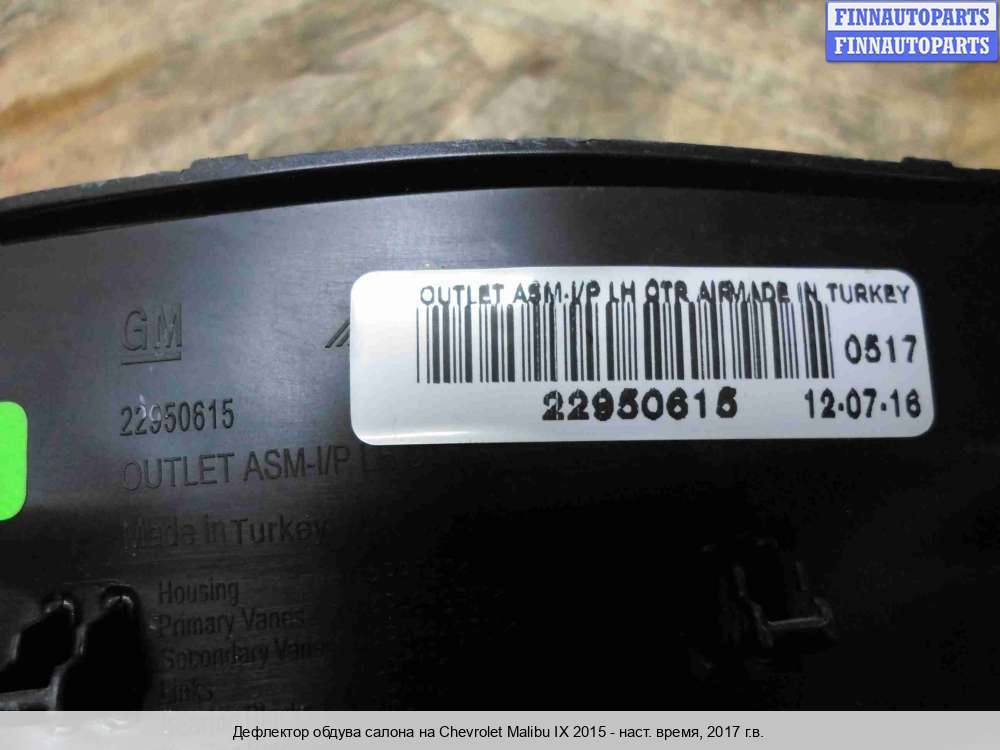 FINNAUTOPARTS
FINNAUTOPARTS
OUTLET ASM-I/P LH OTR AIRMADE IN TURKEY
0517
22950615
12-07-16
GM
22950615
OUTLET ASM-I/P
Made in Turkey
Housing
Primary Vanes
Secondary Vanes
Links
Дефлектор обдува салона на Chevrolet Malibu IX 2015 - наст. время, 2017 г.в.